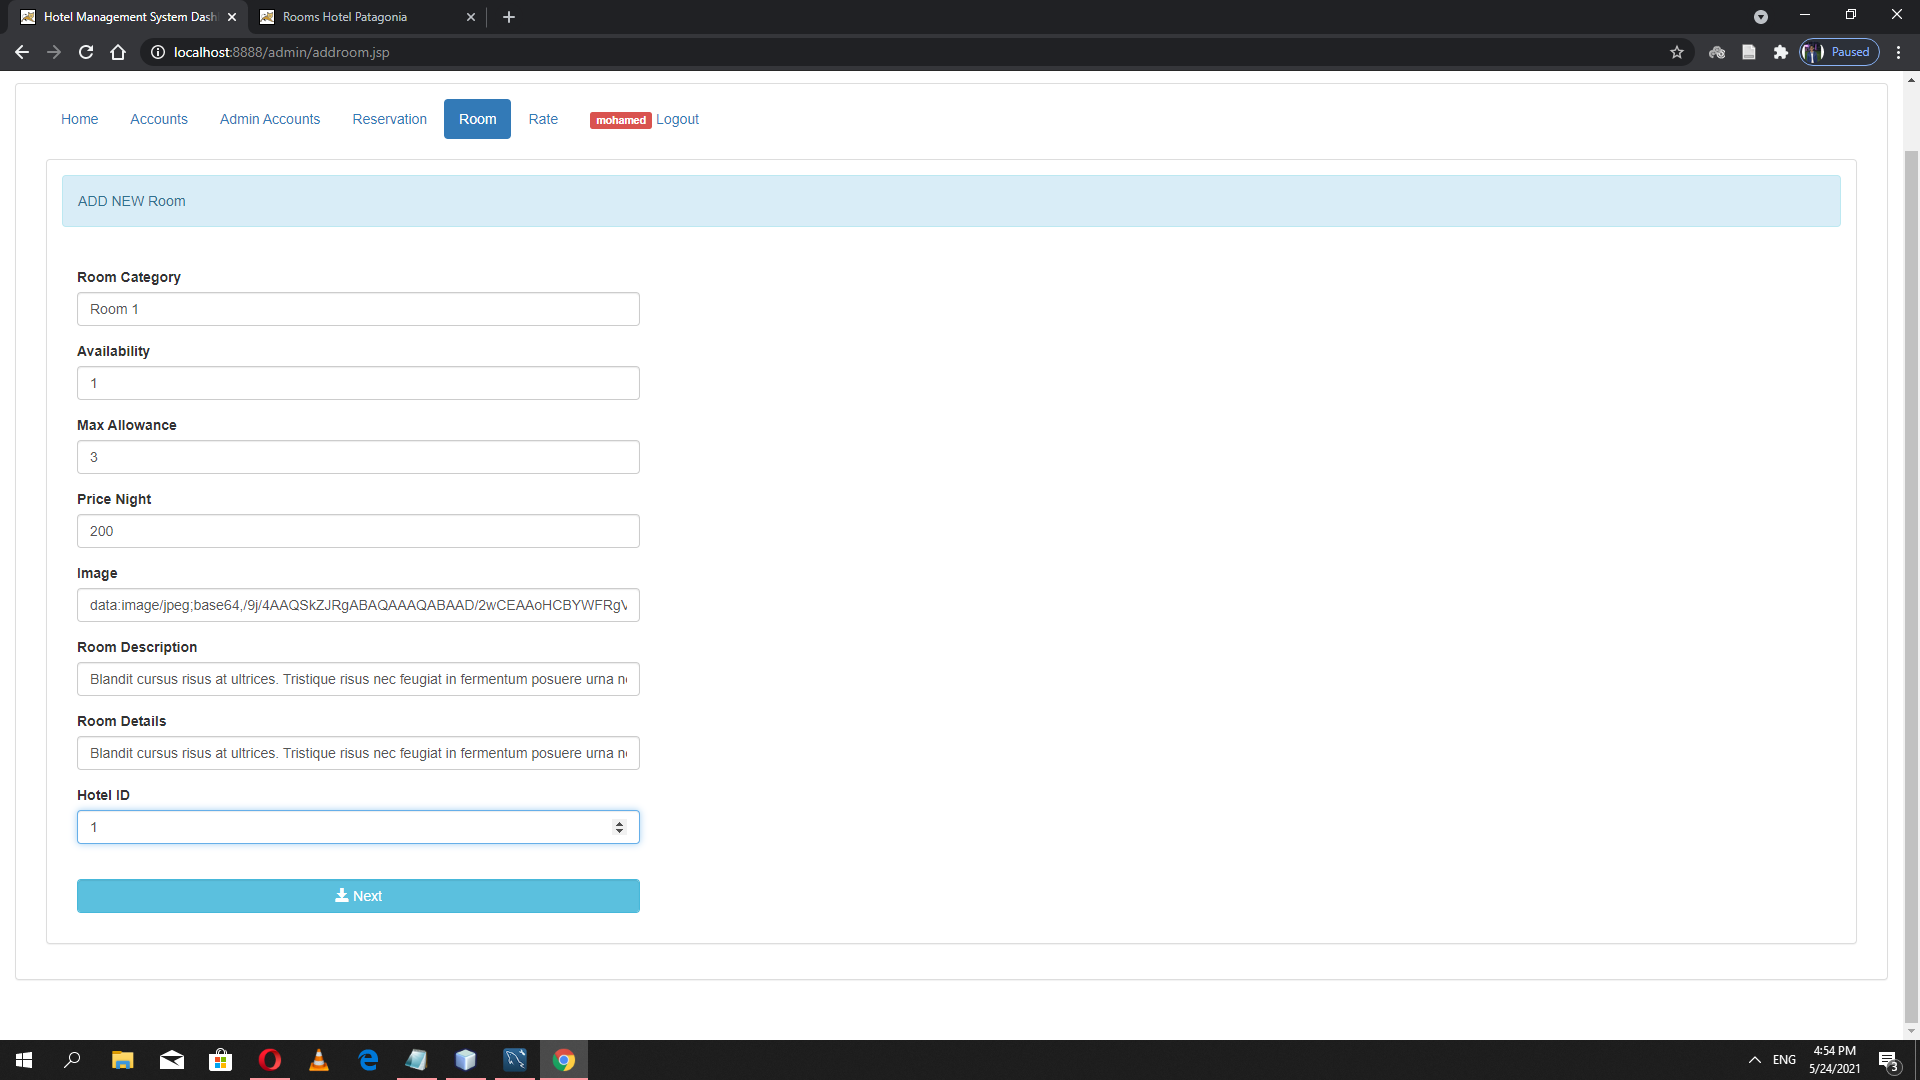 Hotel Management System Dash
Rooms Hotel Patagonia
localhost:8888/admin/addroom.jsp
Paused
Home
Accounts
Admin Accounts
Reservation
Room
Rate
mohamed Logout
ADD NEW Room
Room Category
Room 1
Availability
1
Max Allowance
3
Price Night
200
Image
data:image/jpeg;base64,/9j/4AAQSkZJRgABAQAAAQABAAD/2wCEAAoHCBYWFRgV
Room Description
Blandit cursus risus at ultrices. Tristique risus nec feugiat in fermentum posuere urna n
Room Details
Blandit cursus risus at ultrices. Tristique risus nec feugiat in fermentum posuere urna n
Hotel ID
1
Next
ENG
4:54 PM
5/24/2021
3